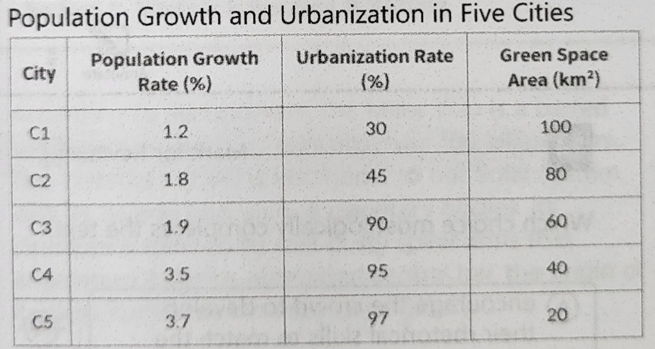 Population Growth and Urbanization in Five Cities
City Population Growth Rate (%) Urbanization Rate (%) Green Space Area (km²)
C1 1.2 30 100
C2 1.8 45 80
C3 1.9 90 60
C4 3.5 95 40
C5 3.7 97 20